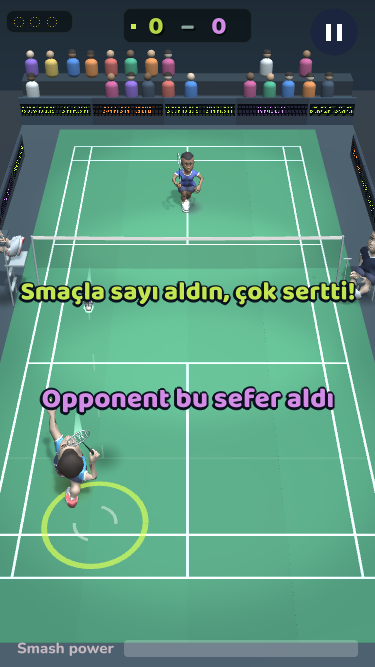 0 – 0
Smaçla sayı aldın, çok sertti!
Opponent bu sefer aldı
Smash power